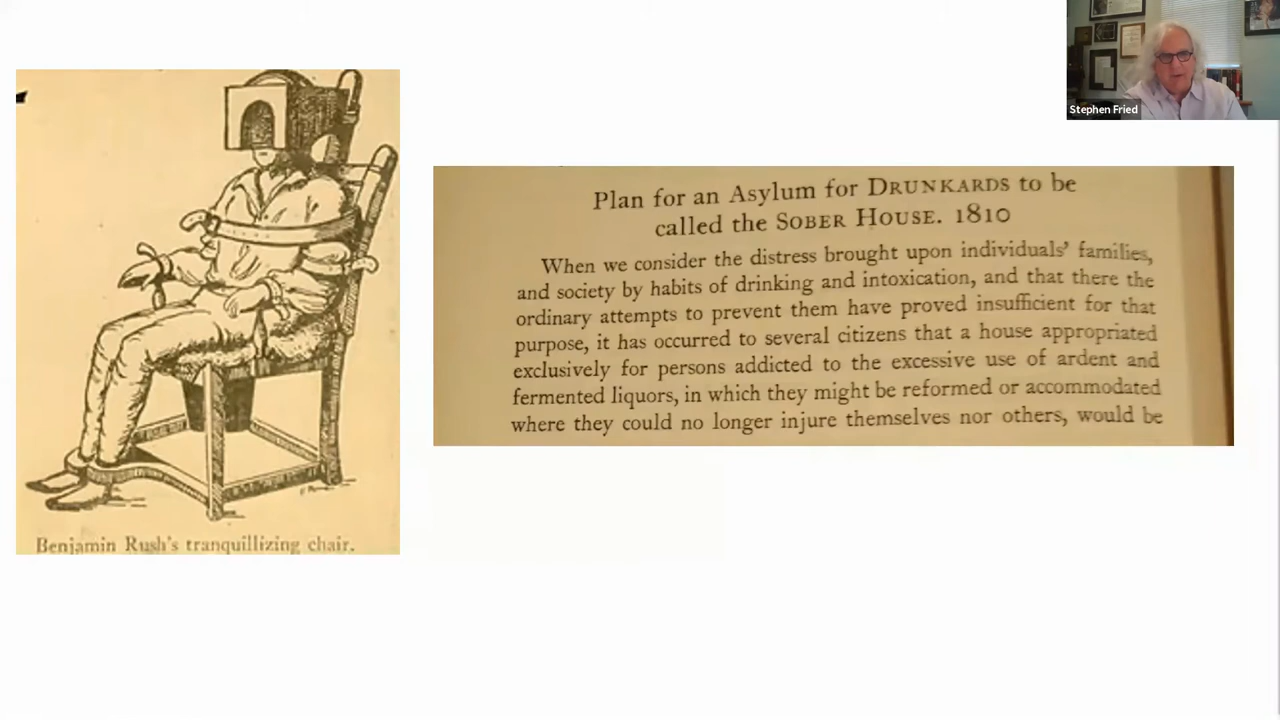 Stephen Fried
Plan for an Asylum for DRUNKARDS to be
called the SOBER HOUSE. 1810
When we consider the distress brought upon individuals' families,
and society by habits of drinking and intoxication, and that there the
ordinary attempts to prevent them have proved insufficient for that
purpose, it has occurred to several citizens that a house appropriated
exclusively for persons addicted to the excessive use of ardent and
fermented liquors, in which they might be reformed or accommodated
where they could no longer injure themselves nor others, would be
Benjamin Rush's tranquillizing chair.